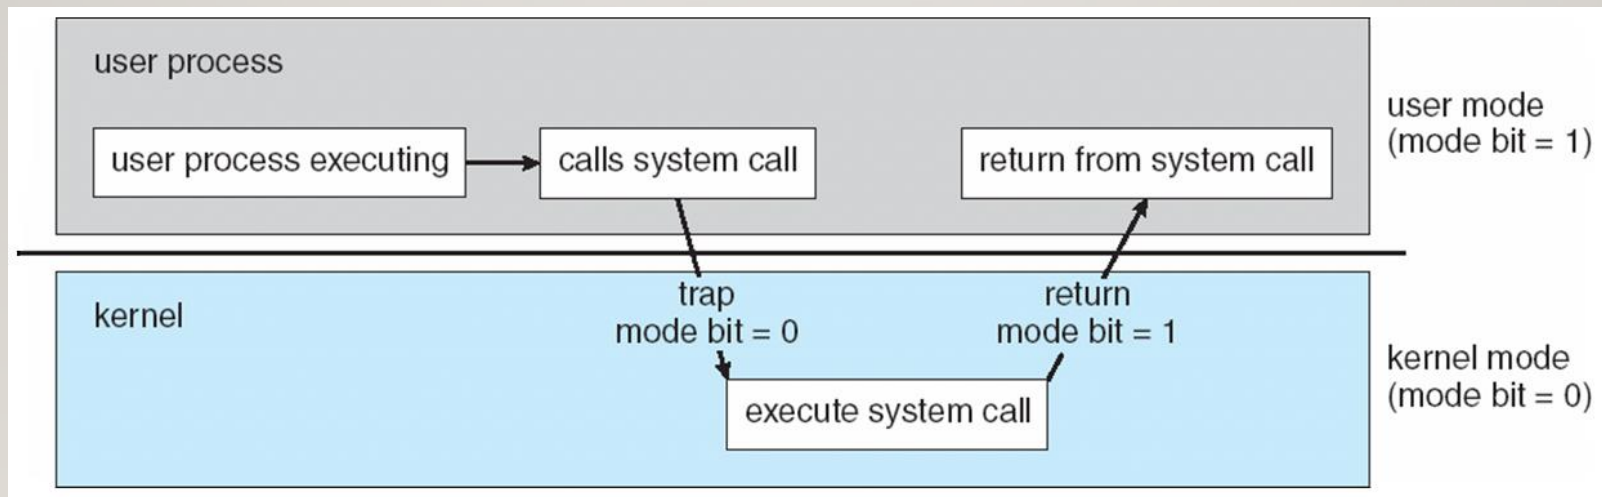 user process
user process executing
calls system call
return from system call
user mode
(mode bit = 1)
kernel
trap
mode bit = 0
return
mode bit = 1
execute system call
kernel mode
(mode bit = 0)